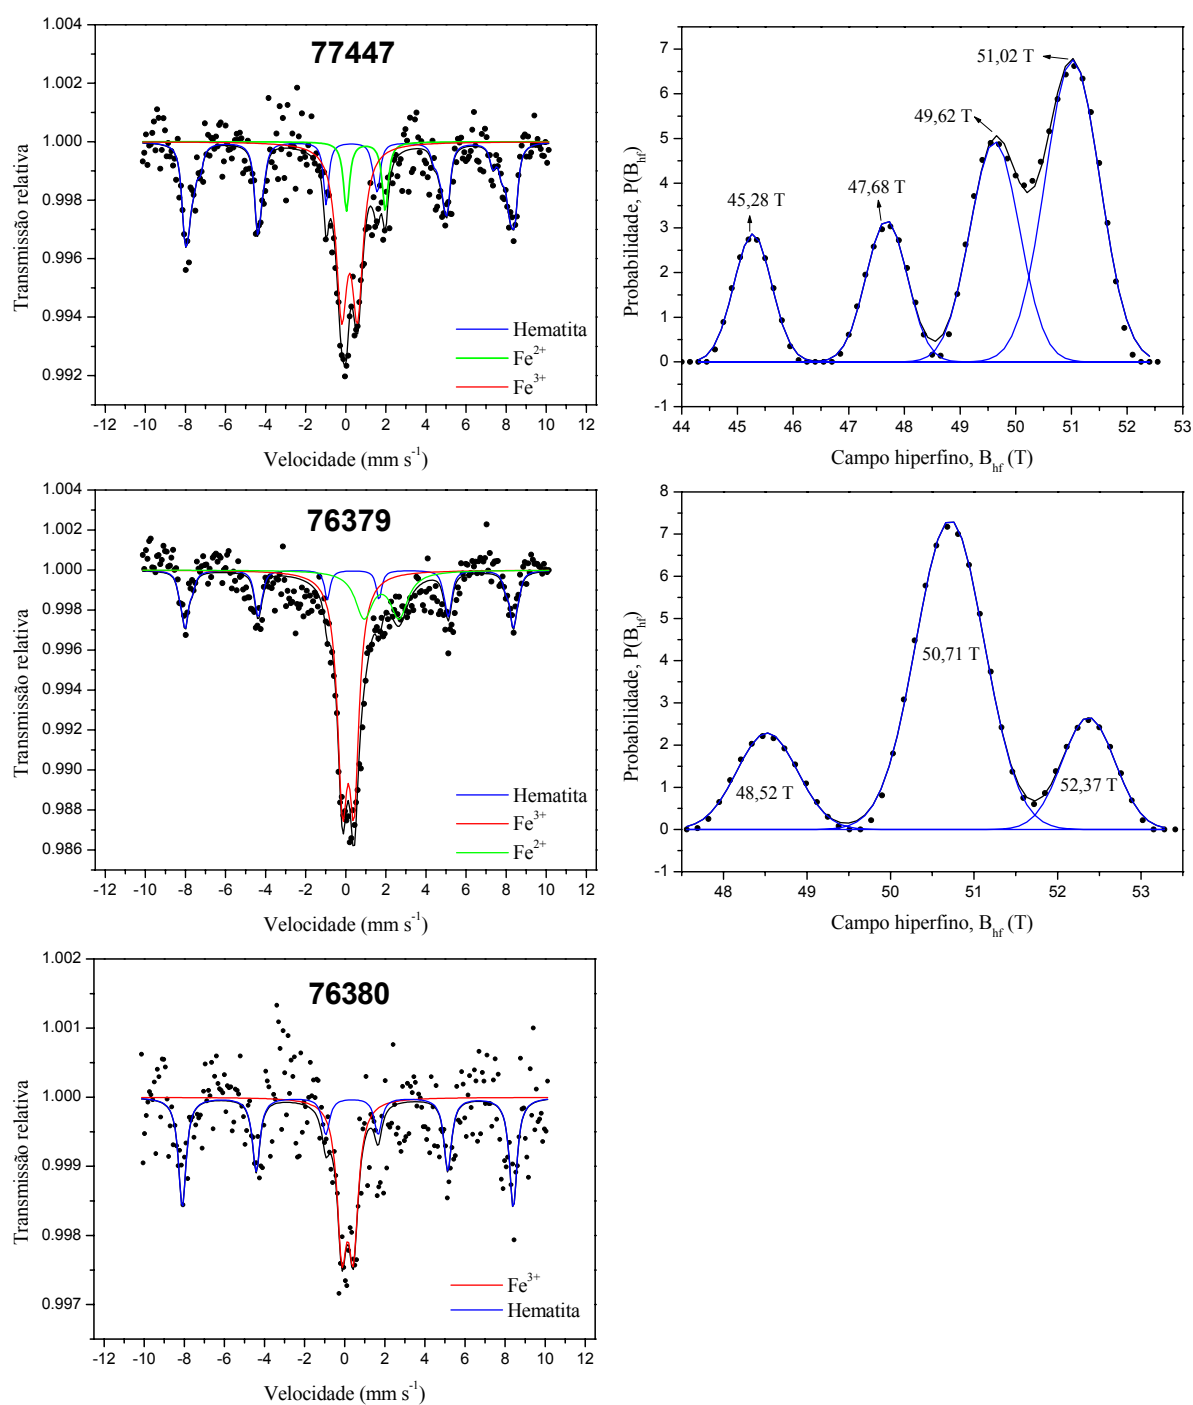 77447
1.004
1.002
1.000
0.998
0.996
0.994
0.992
Transmissão relativa
Hematita
Fe2+
Fe3+
-12 -10 -8 -6 -4 -2 0 2 4 6 8 10 12
Velocidade (mm s-1)
7
6
5
4
3
2
1
0
-1
Probabilidade, P(Bhf)
45,28 T
47,68 T
49,62 T
51,02 T
44 45 46 47 48 49 50 51 52 53
Campo hiperfino, Bhf (T)
76379
1.004
1.002
1.000
0.998
0.996
0.994
0.992
0.990
0.988
0.986
Transmissão relativa
Hematita
Fe3+
Fe2+
-12 -10 -8 -6 -4 -2 0 2 4 6 8 10 12
Velocidade (mm s-1)
8
7
6
5
4
3
2
1
0
-1
Probabilidade, P(Bhf)
48,52 T
50,71 T
52,37 T
48 49 50 51 52 53
Campo hiperfino, Bhf (T)
76380
1.002
1.001
1.000
0.999
0.998
0.997
Transmissão relativa
Fe3+
Hematita
-12 -10 -8 -6 -4 -2 0 2 4 6 8 10 12
Velocidade (mm s-1)